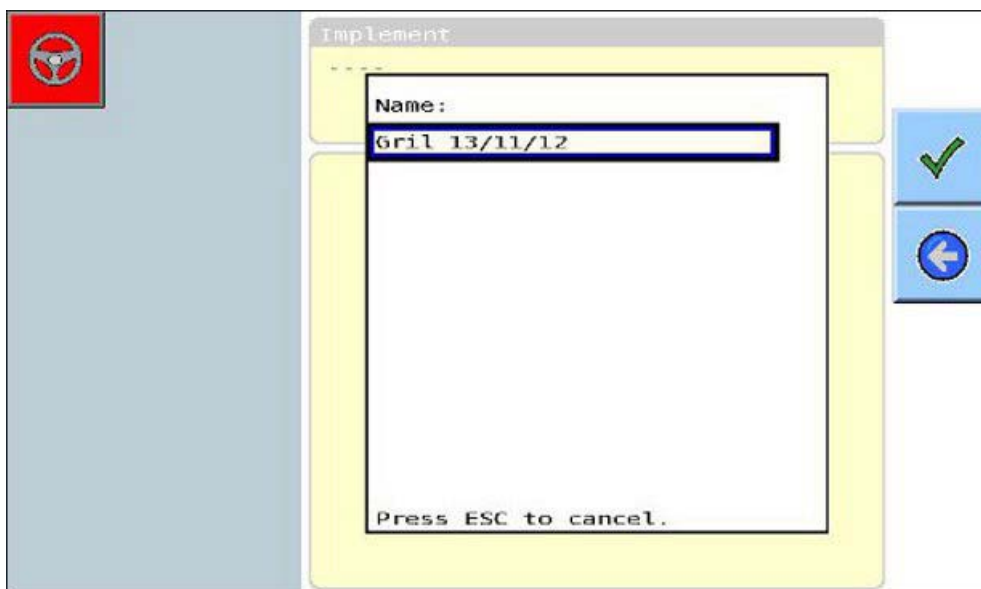 Implement
----
Name:
Gril 13/11/12
Press ESC to cancel.